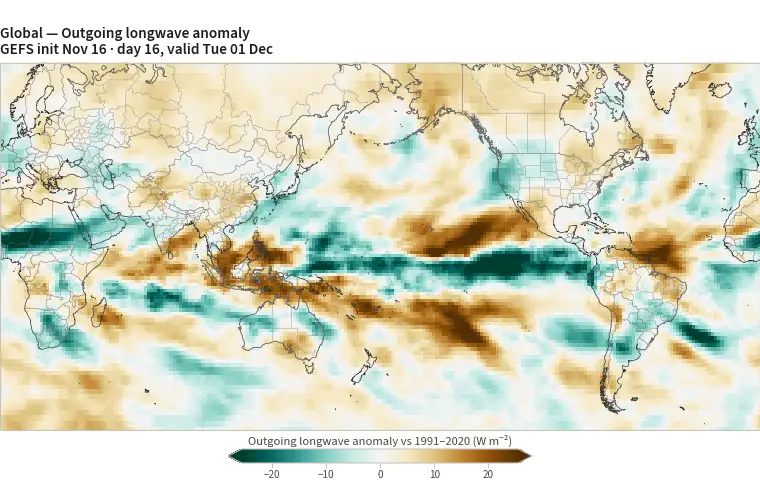 Global — Outgoing longwave anomaly
GEFS init Nov 16 · day 16, valid Tue 01 Dec
Outgoing longwave anomaly vs 1991–2020 (W m⁻²)
−20 −10 0 10 20